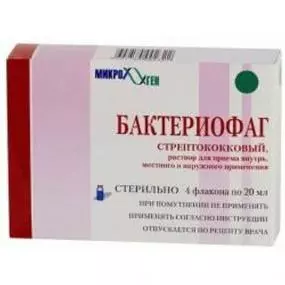 МИКРОГЕН
БАКТЕРИОФАГ
СТРЕПТОКОККОВЫЙ,
раствор для приема внутрь,
местного и наружного применения
СТЕРИЛЬНО 4 флакона по 20 мл
ПРИ ПОМУТНЕНИИ НЕ ПРИМЕНЯТЬ
ПРИМЕНЯТЬ СОГЛАСНО ИНСТРУКЦИИ
ОТПУСКАЕТСЯ ПО РЕЦЕПТУ ВРАЧА